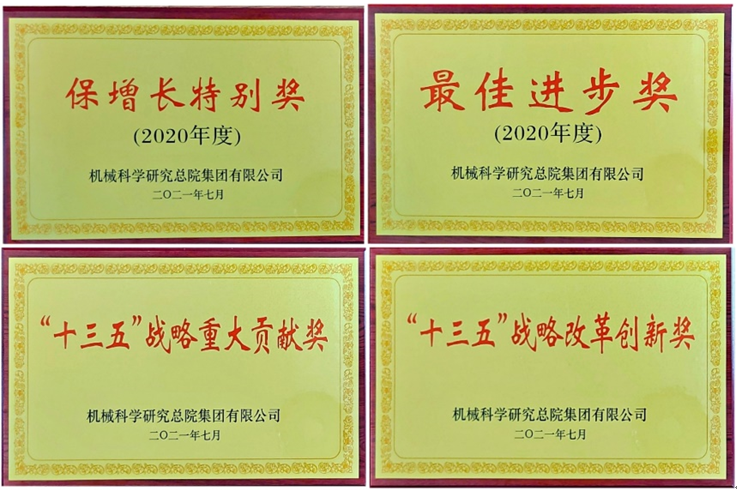 保增长特别奖
(2020年度)
机械科学研究总院集团有限公司
二〇二一年七月
最佳进步奖
(2020年度)
机械科学研究总院集团有限公司
二〇二一年七月
“十三五”战略重大贡献奖
机械科学研究总院集团有限公司
二〇二一年七月
“十三五”战略改革创新奖
机械科学研究总院集团有限公司
二〇二一年七月